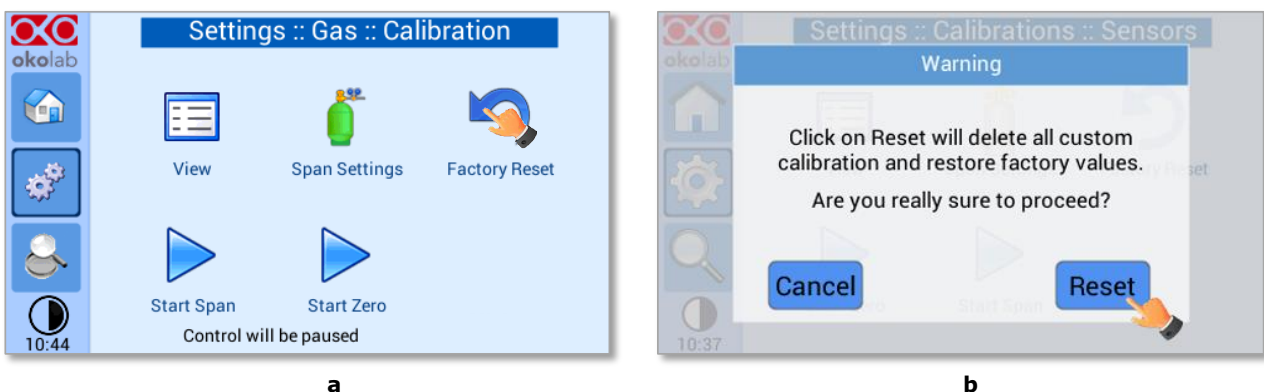 Settings :: Gas :: Calibration
okolab
View
Span Settings
Factory Reset
Start Span
Start Zero
Control will be paused
10:44
a
Settings :: Calibrations :: Sensors
okolab
Warning
Click on Reset will delete all custom
calibration and restore factory values.
Are you really sure to proceed?
Cancel
Reset
Start Span
10:37
b